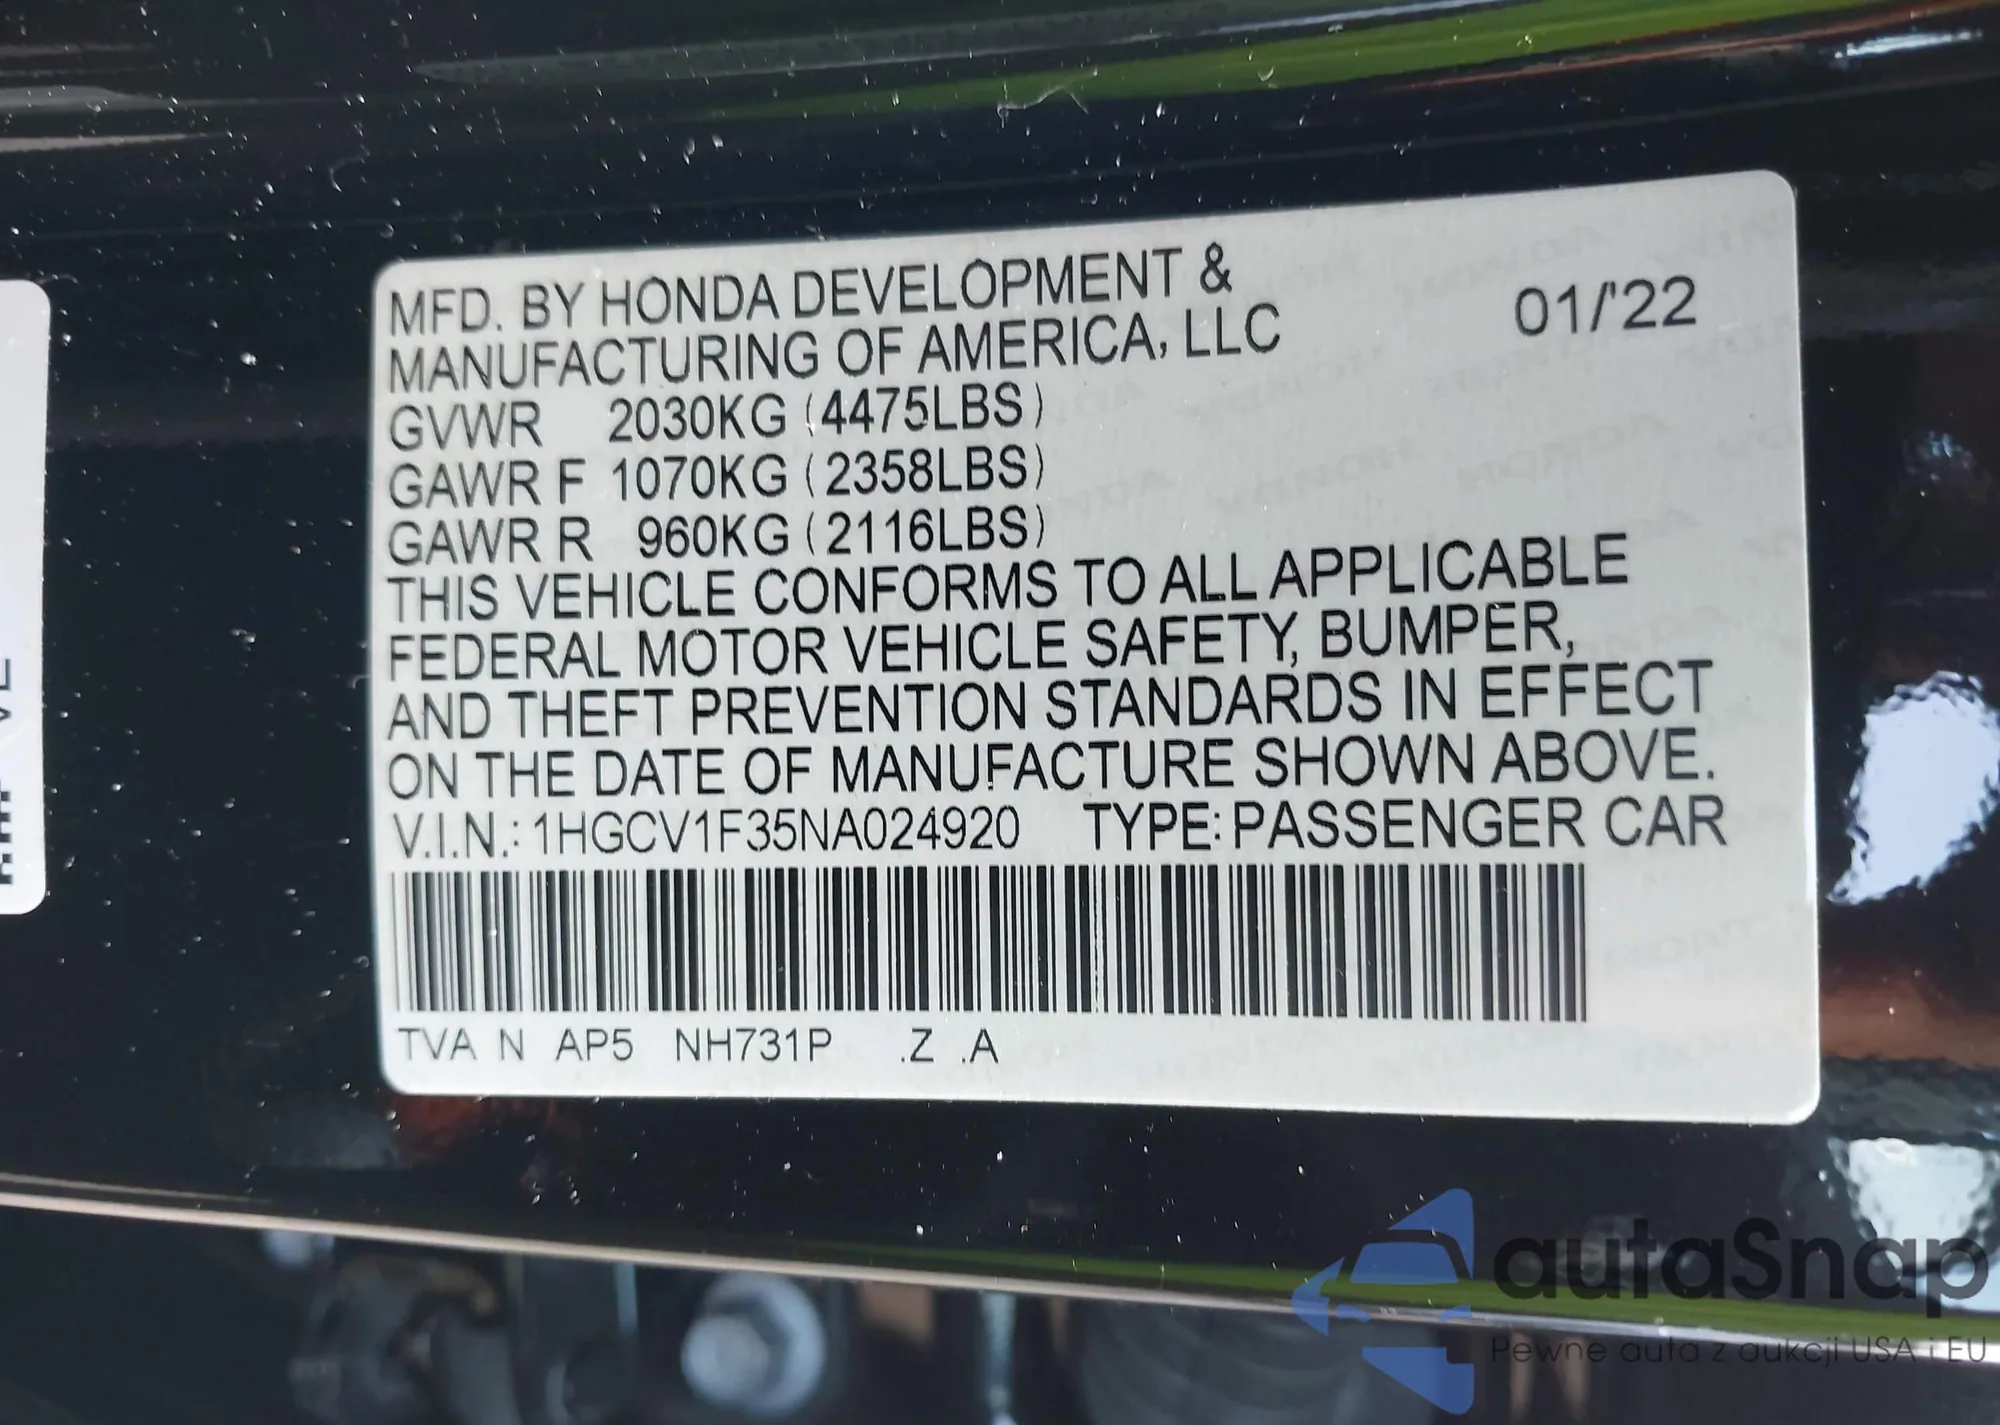 MFD. BY HONDA DEVELOPMENT &
MANUFACTURING OF AMERICA, LLC
01/'22
GVWR 2030KG (4475LBS)
GAWR F 1070KG (2358LBS)
GAWR R 960KG (2116LBS)
THIS VEHICLE CONFORMS TO ALL APPLICABLE
FEDERAL MOTOR VEHICLE SAFETY, BUMPER,
AND THEFT PREVENTION STANDARDS IN EFFECT
ON THE DATE OF MANUFACTURE SHOWN ABOVE.
V.I.N.: 1HGCV1F35NA024920 TYPE: PASSENGER CAR
TVA N AP5 NH731P .Z .A
autaSnap
Pewne auta z aukcji USA i EU